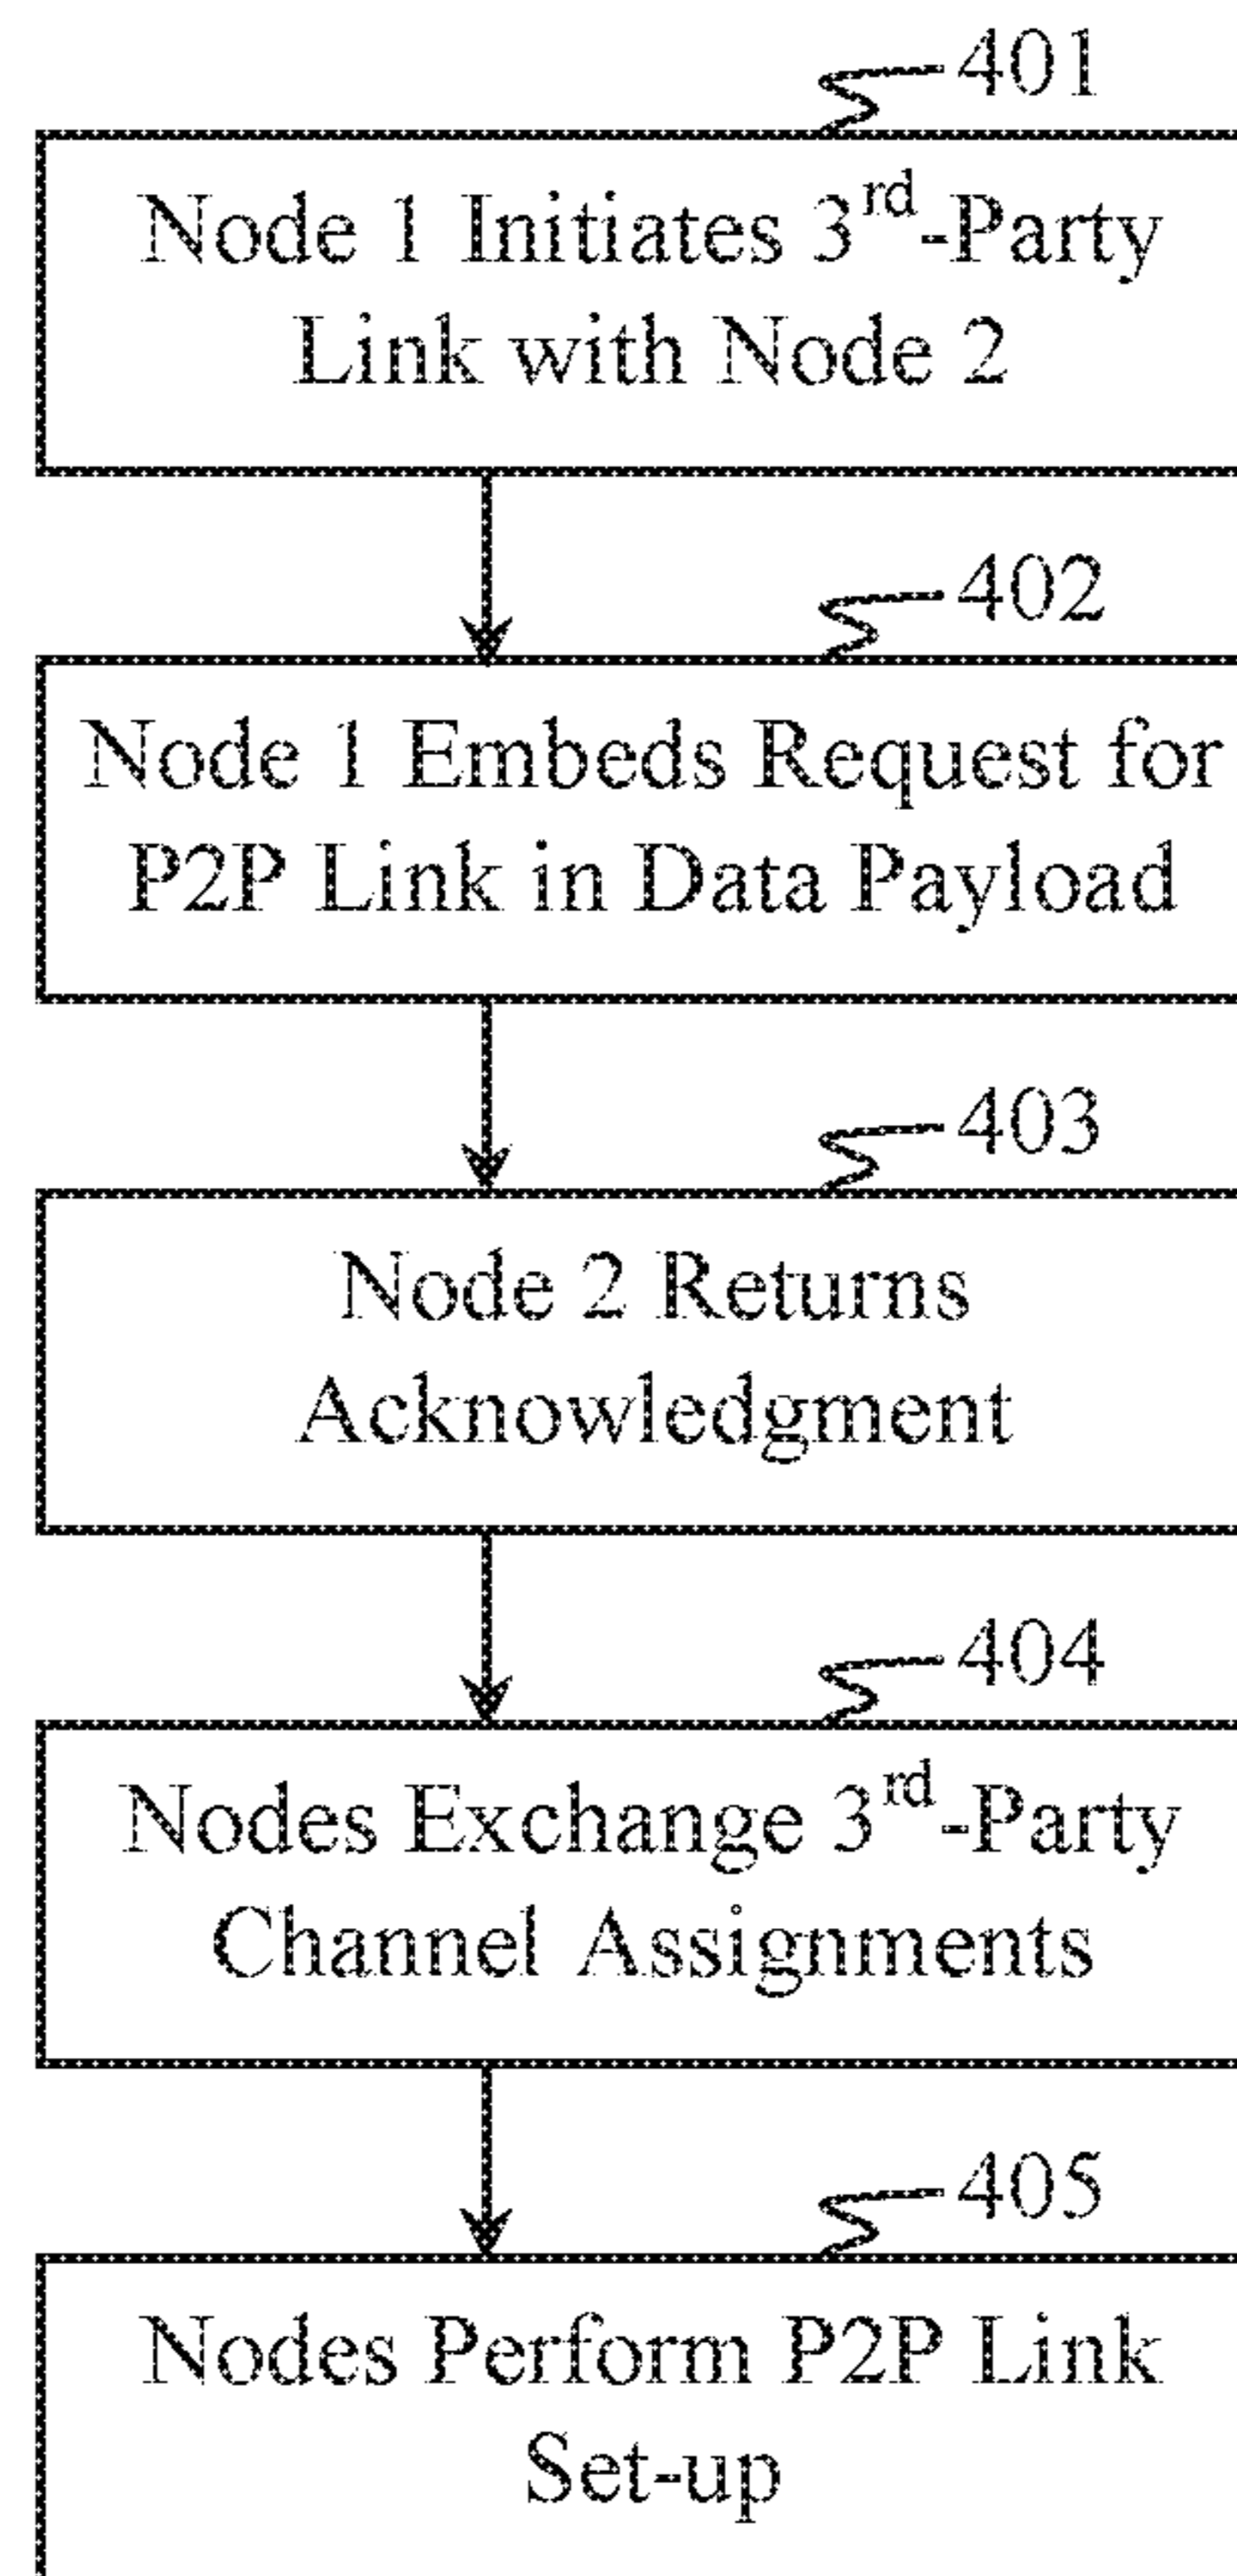 401
Node 1 Initiates 3rd-Party
Link with Node 2
402
Node 1 Embeds Request for
P2P Link in Data Payload
403
Node 2 Returns
Acknowledgment
404
Nodes Exchange 3rd-Party
Channel Assignments
405
Nodes Perform P2P Link
Set-up